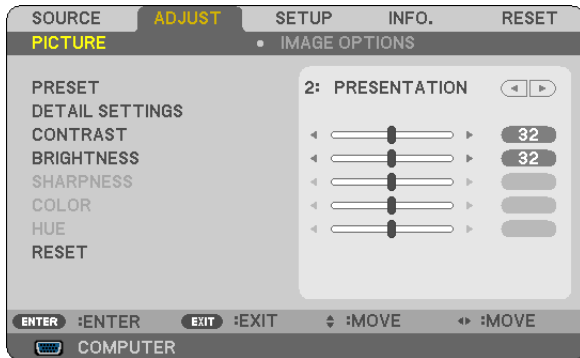 SOURCE ADJUST SETUP INFO. RESET
PICTURE • IMAGE OPTIONS
PRESET 2: PRESENTATION
DETAIL SETTINGS
CONTRAST 32
BRIGHTNESS 32
SHARPNESS
COLOR
HUE
RESET
ENTER :ENTER EXIT :EXIT :MOVE :MOVE
COMPUTER